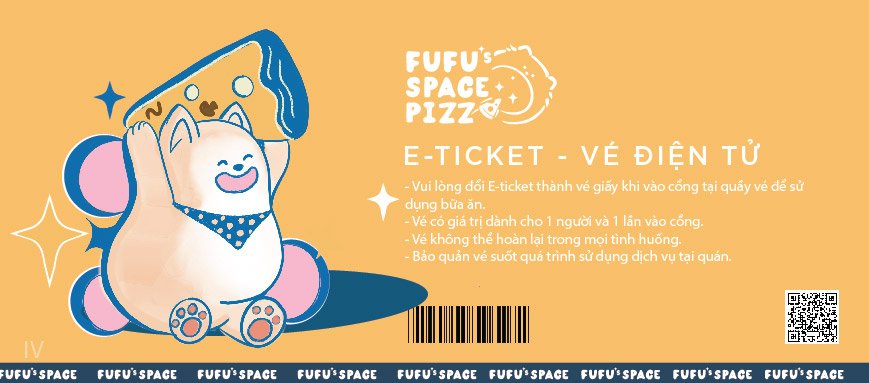 FUFU's
SPACE
PIZZ
E-TICKET - VÉ ĐIỆN TỬ
- Vui lòng đổi E-ticket thành vé giấy khi vào cổng tại quầy vé để sử
dụng bữa ăn.
- Vé có giá trị dành cho 1 người và 1 lần vào cổng.
- Vé không thể hoàn lại trong mọi tình huống.
- Bảo quản vé suốt quá trình sử dụng dịch vụ tại quán.
IV
FUFU's SPACE FUFU's SPACE FUFU's SPACE FUFU's SPACE FUFU's SPACE FUFU's SPACE FUFU's SPACE FUFU's SPACE FUFU's SPACE